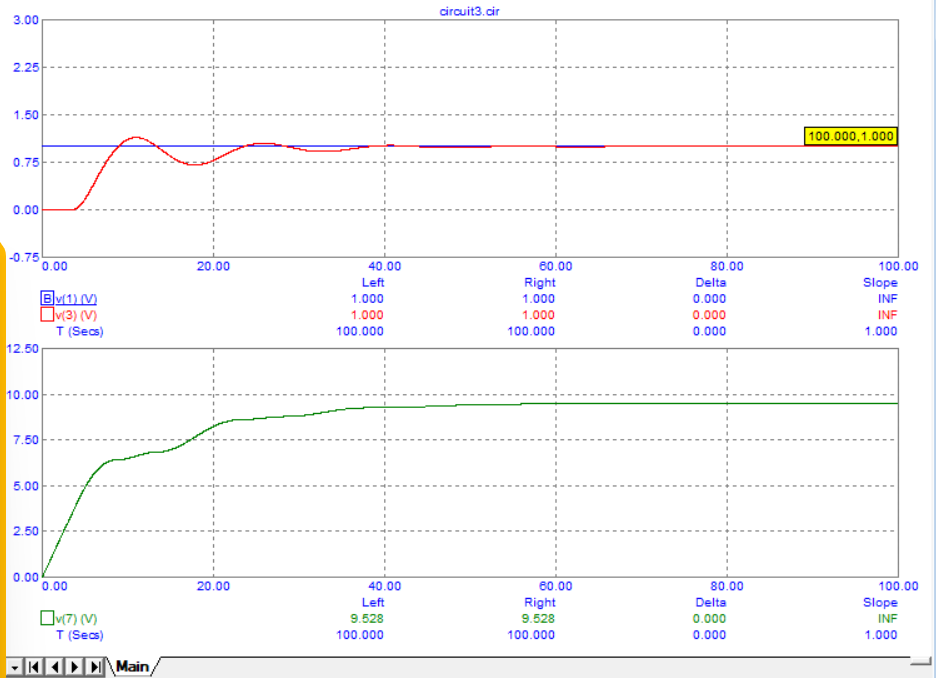 circuit3.cir
3.00
2.25
1.50
100.000,1.000
0.75
0.00
-0.75
0.00 20.00 40.00 60.00 80.00 100.00
Left Right Delta Slope
B v(1) (V) 1.000 1.000 0.000 INF
v(3) (V) 1.000 1.000 0.000 INF
T (Secs) 100.000 100.000 0.000 1.000
12.50
10.00
7.50
5.00
2.50
0.00
0.00 20.00 40.00 60.00 80.00 100.00
Left Right Delta Slope
v(7) (V) 9.528 9.528 0.000 INF
T (Secs) 100.000 100.000 0.000 1.000
Main